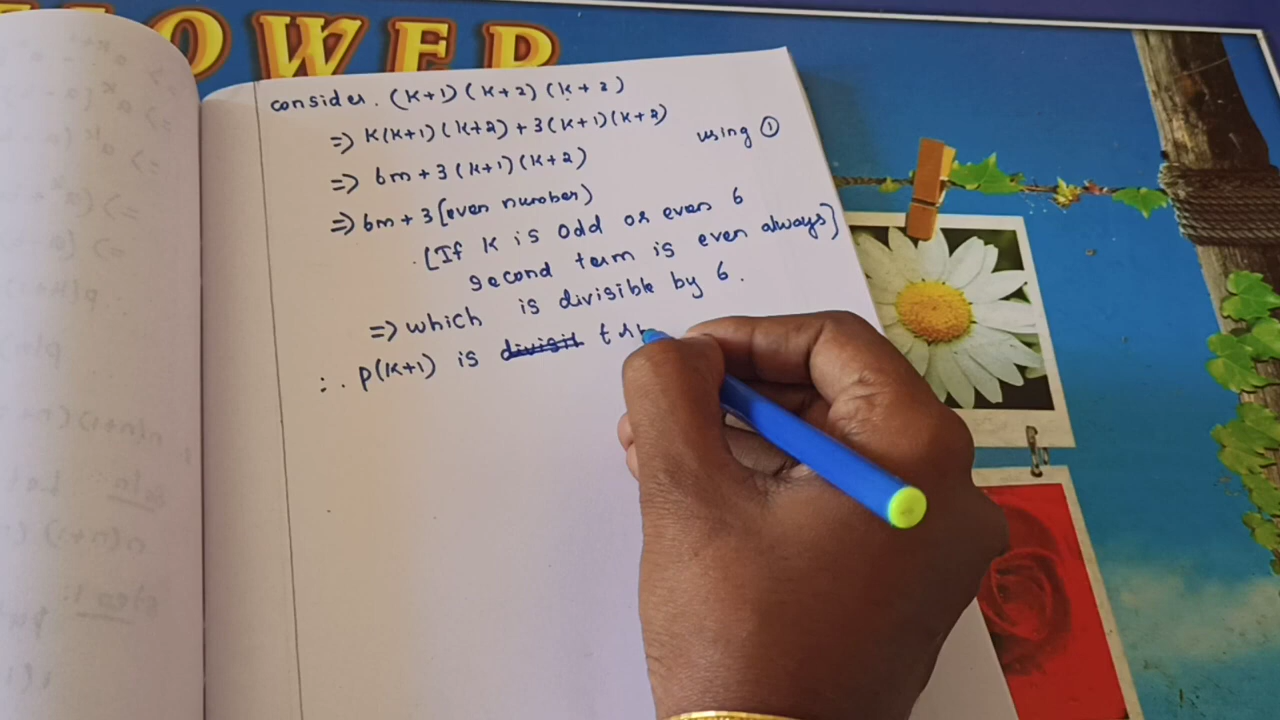 OWER
consider. (k+1)(k+2)(k+3)
=> k(k+1)(k+2)+3(k+1)(k+2)
=> 6m+3(k+1)(k+2) using ①
=> 6m+3[even number)
.[If k is odd or even 6
second term is even always]
=> which is divisible by 6.
∴. p(k+1) is divisit tru